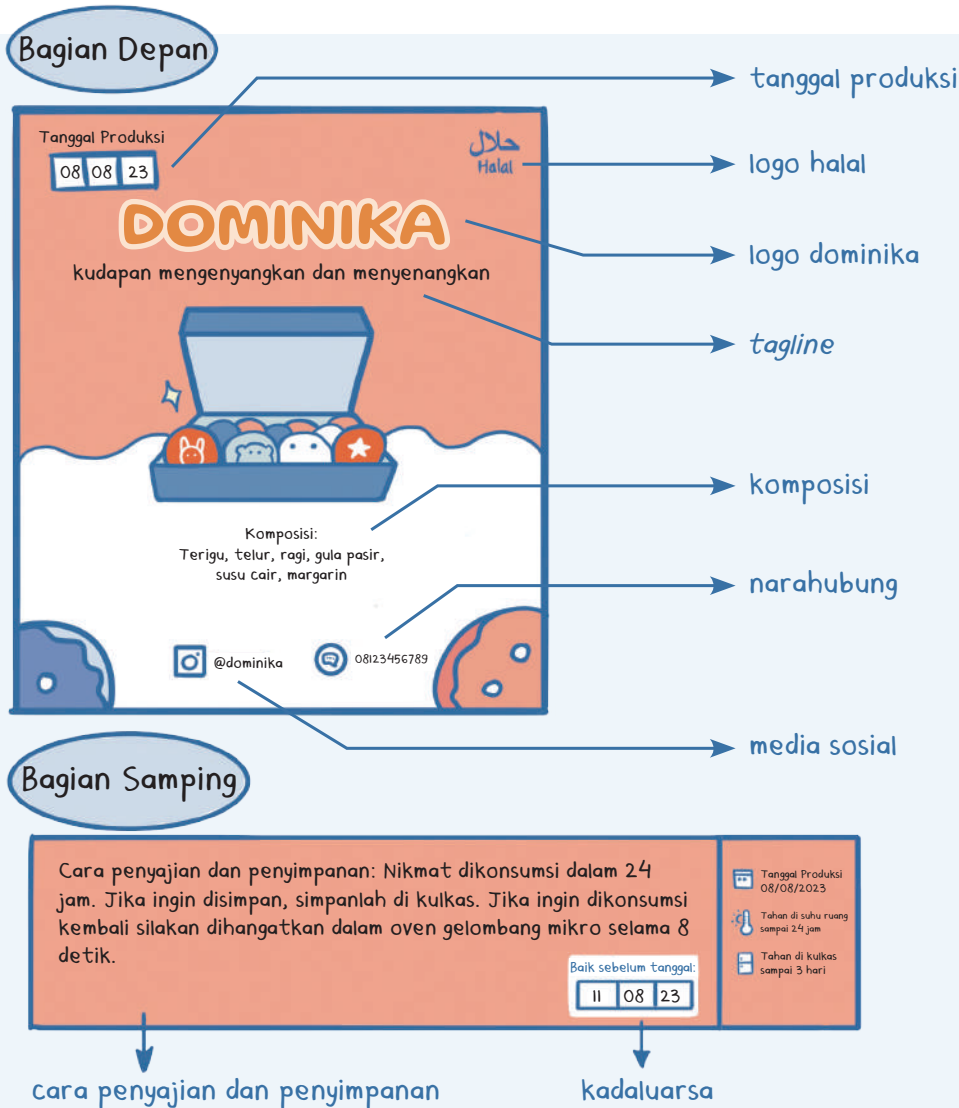 Bagian Depan
tanggal produksi
Tanggal Produksi
08 08 23
حلال
Halal
logo halal
DOMINIKA
logo dominika
kudapan mengenyangkan dan menyenangkan
tagline
komposisi
Komposisi:
Terigu, telur, ragi, gula pasir,
susu cair, margarin
narahubung
@dominika
08123456789
media sosial
Bagian Samping
Cara penyajian dan penyimpanan: Nikmat dikonsumsi dalam 24
jam. Jika ingin disimpan, simpanlah di kulkas. Jika ingin dikonsumsi
kembali silakan dihangatkan dalam oven gelombang mikro selama 8
detik.
Baik sebelum tanggal:
11 08 23
Tanggal Produksi
08/08/2023
Tahan di suhu ruang
sampai 24 jam
Tahan di kulkas
sampai 3 hari
cara penyajian dan penyimpanan
kadaluarsa